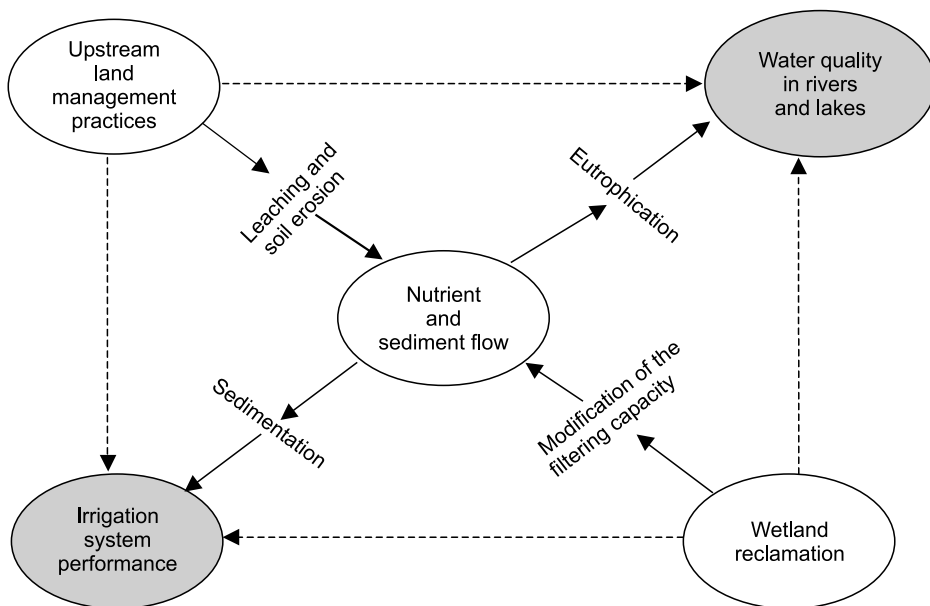 Upstream
land
management
practices
Water quality
in rivers
and lakes
Leaching and
soil erosion
Eutrophication
Nutrient
and
sediment flow
Sedimentation
Modification of the
filtering capacity
Irrigation
system
performance
Wetland
reclamation